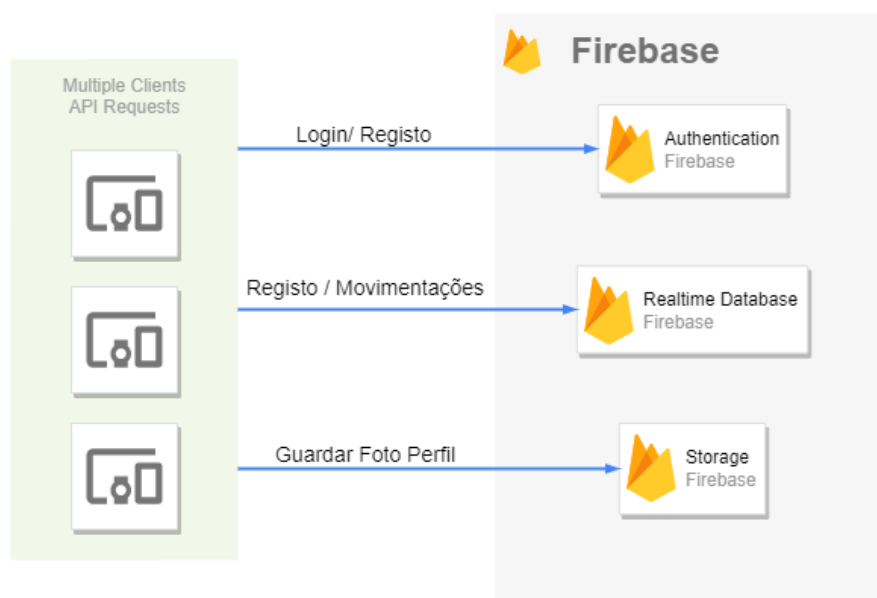 Firebase
Multiple Clients
API Requests
Login/ Registo
Authentication
Firebase
Registo / Movimentações
Realtime Database
Firebase
Guardar Foto Perfil
Storage
Firebase